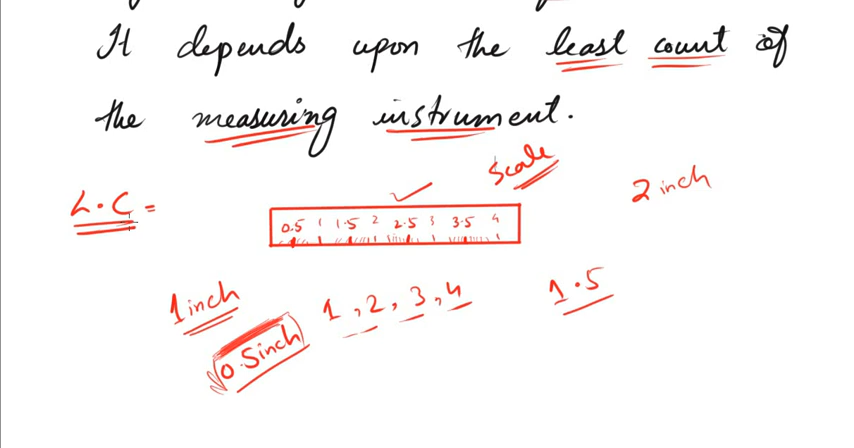 It depends upon the least count of
the measuring instrument.
Scale
L.C =
2 inch
0.5 1 1.5 2 2.5 3 3.5 4
1 inch
1, 2, 3, 4
1.5
0.5inch